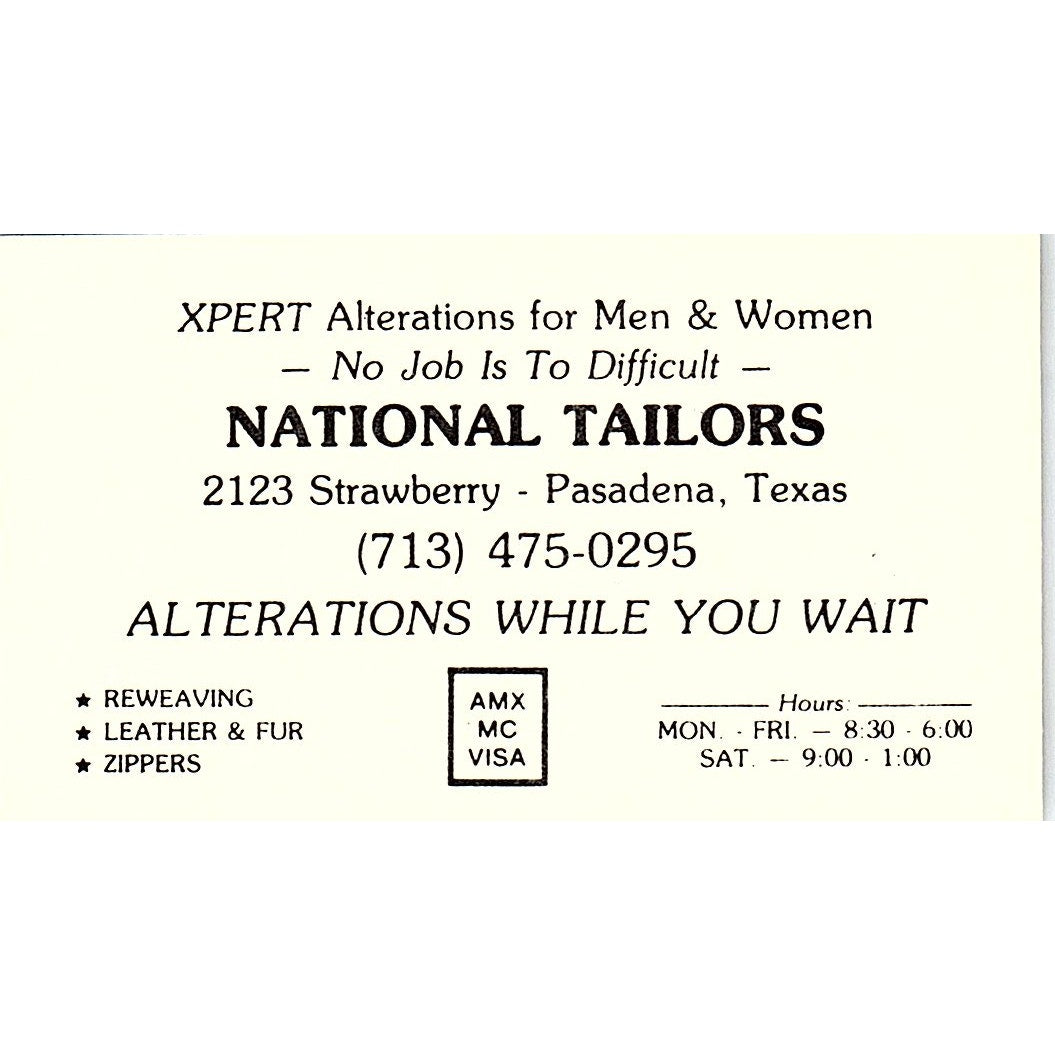 XPERT Alterations for Men & Women
— No Job Is To Difficult —
NATIONAL TAILORS
2123 Strawberry - Pasadena, Texas
(713) 475-0295
ALTERATIONS WHILE YOU WAIT
★ REWEAVING
★ LEATHER & FUR
★ ZIPPERS
AMX
MC
VISA
Hours:
MON. - FRI. — 8:30 - 6:00
SAT. — 9:00 - 1:00